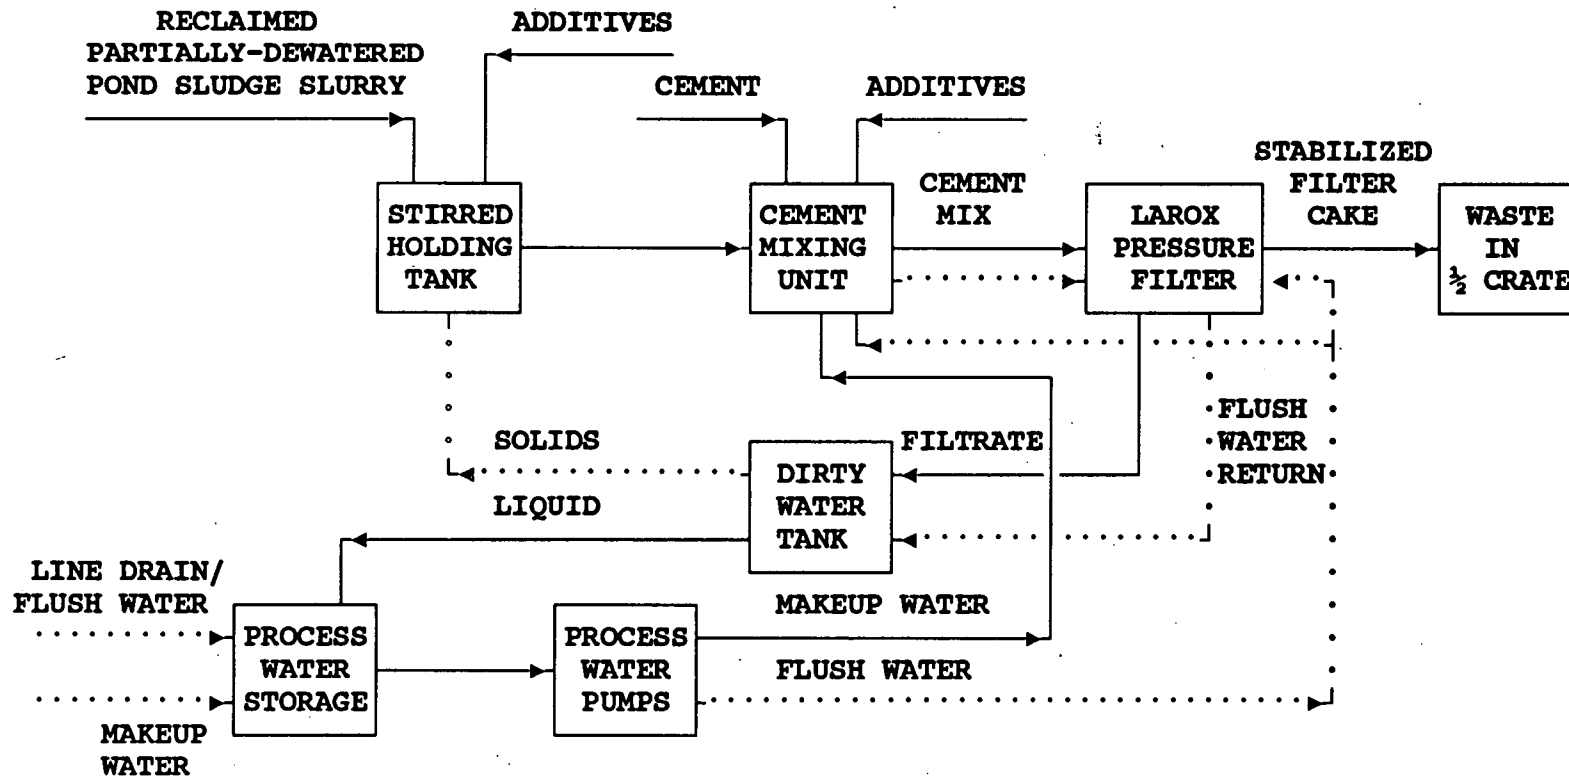 RECLAIMED
PARTIALLY-DEWATERED
POND SLUDGE SLURRY
ADDITIVES
CEMENT
ADDITIVES
STIRRED
HOLDING
TANK
CEMENT
MIXING
UNIT
CEMENT
MIX
LAROX
PRESSURE
FILTER
STABILIZED
FILTER
CAKE
WASTE
IN
½ CRATE
SOLIDS
LIQUID
DIRTY
WATER
TANK
FILTRATE
FLUSH
WATER
RETURN
LINE DRAIN/
FLUSH WATER
MAKEUP
WATER
PROCESS
WATER
STORAGE
PROCESS
WATER
PUMPS
MAKEUP WATER
FLUSH WATER